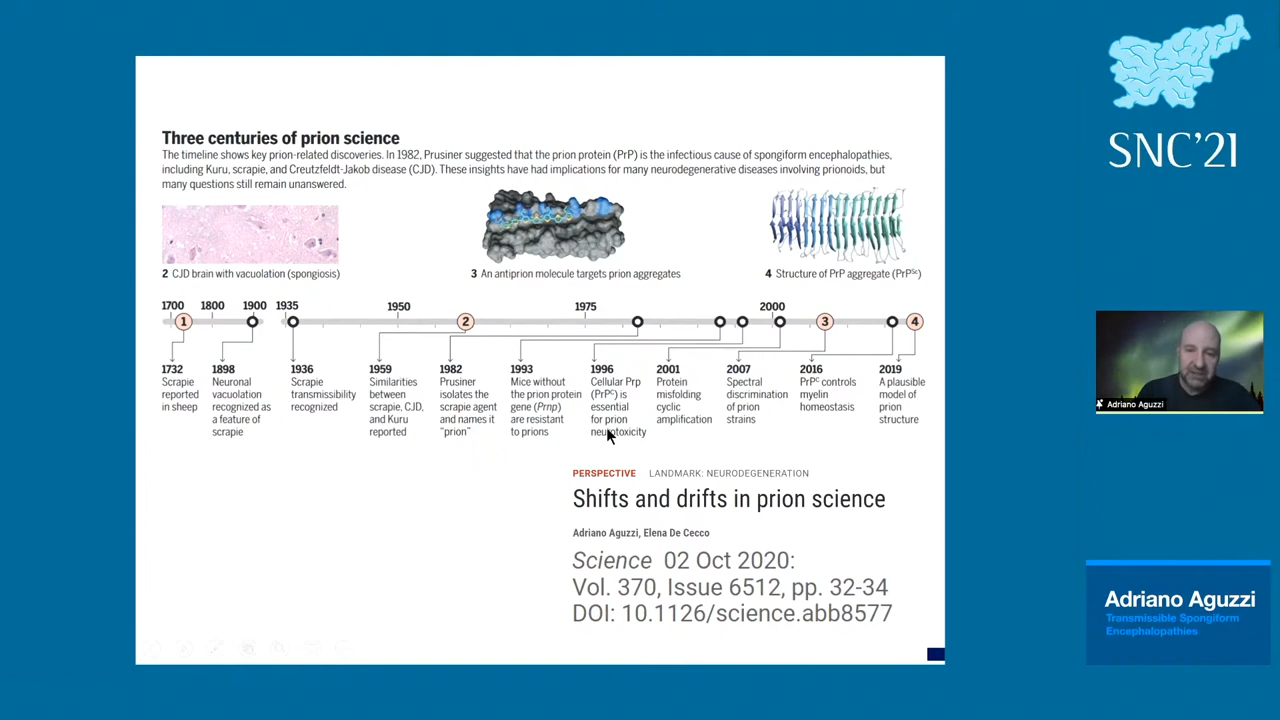 Three centuries of prion science
The timeline shows key prion-related discoveries. In 1982, Prusiner suggested that the prion protein (PrP) is the infectious cause of spongiform encephalopathies,
including Kuru, scrapie, and Creutzfeldt-Jakob disease (CJD). These insights have had implications for many neurodegenerative diseases involving prionoids, but
many questions still remain unanswered.
2 CJD brain with vacuolation (spongiosis)
3 An antiprion molecule targets prion aggregates
4 Structure of PrP aggregate (PrPSc)
1700 1800 1900 1935 1950 1975 2000
1 2 3 4
1732
Scrapie
reported
in sheep
1898
Neuronal
vacuolation
recognized as
a feature of
scrapie
1936
Scrapie
transmissibility
recognized
1959
Similarities
between
scrapie, CJD,
and Kuru
reported
1982
Prusiner
isolates the
scrapie agent
and names it
“prion”
1993
Mice without
the prion protein
gene (Prnp)
are resistant
to prions
1996
Cellular Prp
(PrPC) is
essential
for prion
neurotoxicity
2001
Protein
misfolding
cyclic
amplification
2007
Spectral
discrimination
of prion
strains
2016
PrPC controls
myelin
homeostasis
2019
A plausible
model of
prion
structure
PERSPECTIVE LANDMARK: NEURODEGENERATION
Shifts and drifts in prion science
Adriano Aguzzi, Elena De Cecco
Science 02 Oct 2020:
Vol. 370, Issue 6512, pp. 32-34
DOI: 10.1126/science.abb8577
SNC'21
Adriano Aguzzi
Adriano Aguzzi
Transmissible Spongiform
Encephalopathies